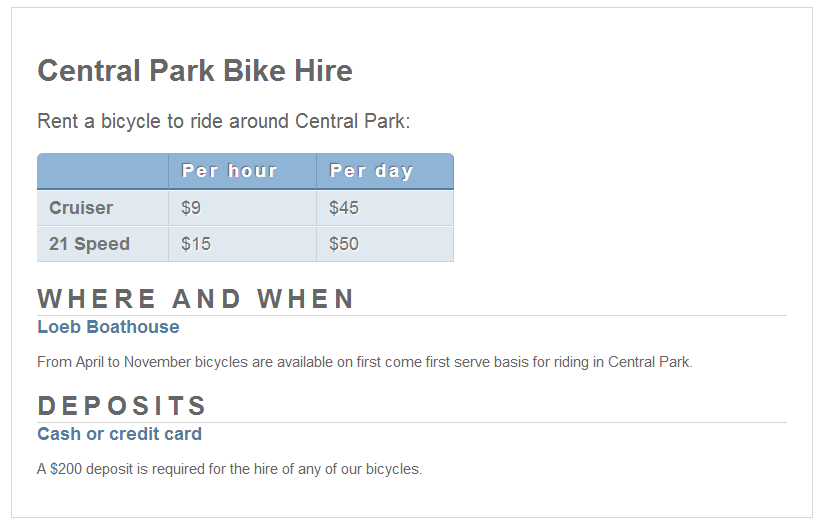 Central Park Bike Hire
Rent a bicycle to ride around Central Park:
Per hour Per day
Cruiser $9 $45
21 Speed $15 $50
WHERE AND WHEN
Loeb Boathouse
From April to November bicycles are available on first come first serve basis for riding in Central Park.
DEPOSITS
Cash or credit card
A $200 deposit is required for the hire of any of our bicycles.